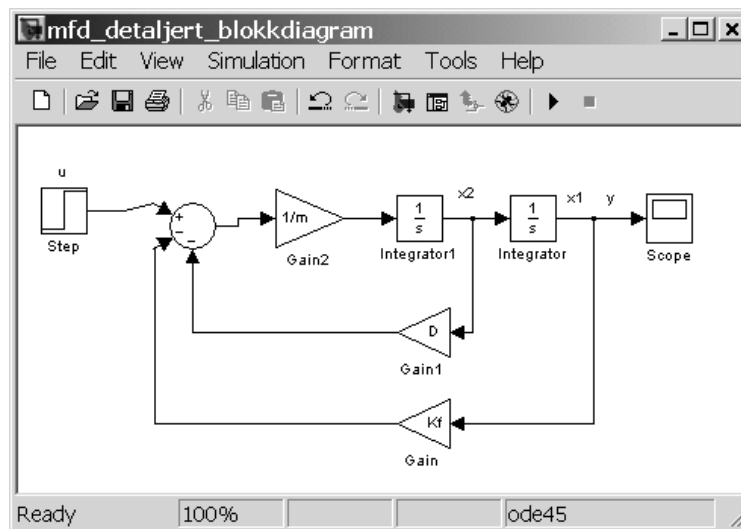 mfd_detaljert_blokkdiagram
File Edit View Simulation Format Tools Help
u
Step
+
−
−
1/m
Gain2
1
s
Integrator1
x2
1
s
Integrator
x1 y
Scope
D
Gain1
Kf
Gain
Ready 100% ode45